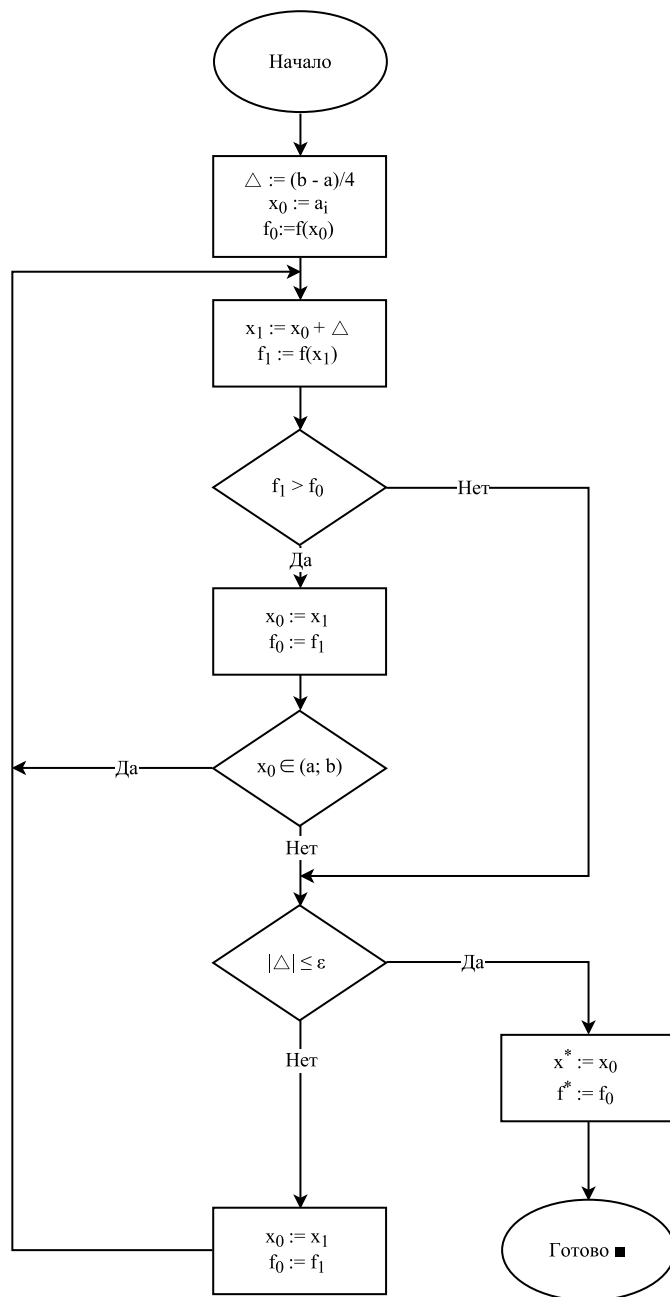 Начало
△ := (b - a)/4
x₀ := aᵢ
f₀:=f(x₀)
x₁ := x₀ + △
f₁ := f(x₁)
f₁ > f₀
Нет
Да
x₀ := x₁
f₀ := f₁
x₀ ∈ (a; b)
Да
Нет
|△| ≤ ε
Да
Нет
x* := x₀
f* := f₀
x₀ := x₁
f₀ := f₁
Готово ■